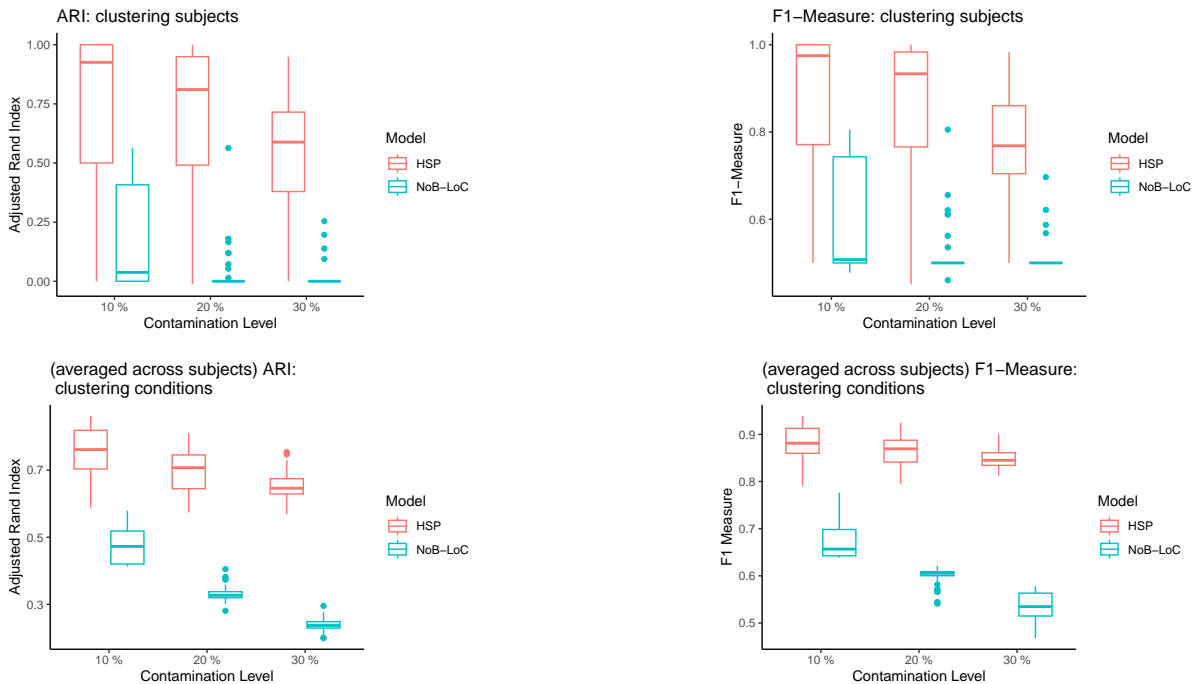 ARI: clustering subjects
Adjusted Rand Index
1.00
0.75
0.50
0.25
0.00
10 %
20 %
30 %
Contamination Level
Model
HSP
NoB−LoC
F1−Measure: clustering subjects
F1−Measure
1.0
0.8
0.6
10 %
20 %
30 %
Contamination Level
Model
HSP
NoB−LoC
(averaged across subjects) ARI:
clustering conditions
Adjusted Rand Index
0.7
0.5
0.3
10 %
20 %
30 %
Contamination Level
Model
HSP
NoB−LoC
(averaged across subjects) F1−Measure:
clustering conditions
F1 Measure
0.9
0.8
0.7
0.6
0.5
10 %
20 %
30 %
Contamination Level
Model
HSP
NoB−LoC